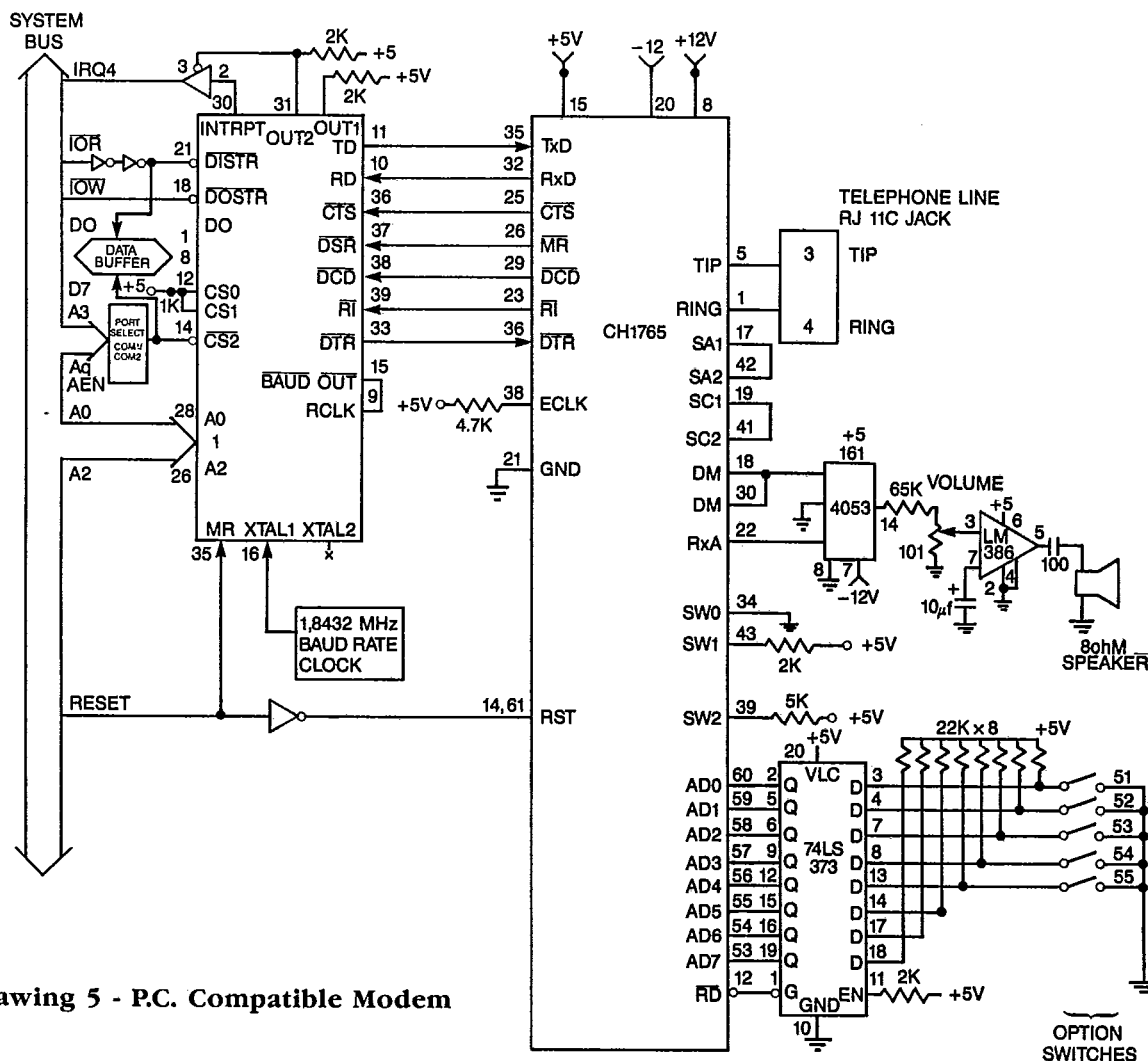 SYSTEM
BUS
IRQ4
3
2
30
31
2K
+5
+5V
2K
INTRPT
OUT2
OUT1
IOR
21
DISTR
IOW
18
DOSTR
DO
DO
1
8
DATA
BUFFER
D7
+5
12
CS0
1K
CS1
A3
PORT
SELECT
COM1/
COM2
14
CS2
Aq
AEN
A0
28
A0
1
A2
26
A2
MR
XTAL1
XTAL2
35
16
x
1,8432 MHz
BAUD RATE
CLOCK
RESET
14,61
RST
TD
11
35
TxD
RD
10
32
RxD
CTS
36
25
CTS
DSR
37
26
MR
DCD
38
29
DCD
RI
39
23
RI
DTR
33
36
DTR
15
BAUD OUT
9
RCLK
+5V
4.7K
38
ECLK
21
GND
+5V
-12
+12V
15
20
8
CH1765
TELEPHONE LINE
RJ 11C JACK
TIP
5
3
TIP
RING
1
4
RING
SA1
17
SA2
42
SC1
19
SC2
41
DM
18
DM
30
RxA
22
+5
161
4053
8
7
-12V
65K
14
VOLUME
101
3
+5
6
LM
386
5
7
2
4
+
10µf
100
8ohM
SPEAKER
SW0
34
SW1
43
2K
+5V
SW2
39
5K
+5V
+5V
20
VLC
22K x 8
+5V
AD0
60
2
Q
D
3
51
AD1
59
5
Q
D
4
52
AD2
58
6
Q
D
7
53
AD3
57
9
Q
74LS
373
D
8
54
AD4
56
12
Q
D
13
55
AD5
55
15
Q
D
14
AD6
54
16
Q
D
17
AD7
53
19
Q
D
18
RD
12
1
G
EN
11
2K
+5V
GND
10
OPTION
SWITCHES
awing 5 - P.C. Compatible Modem